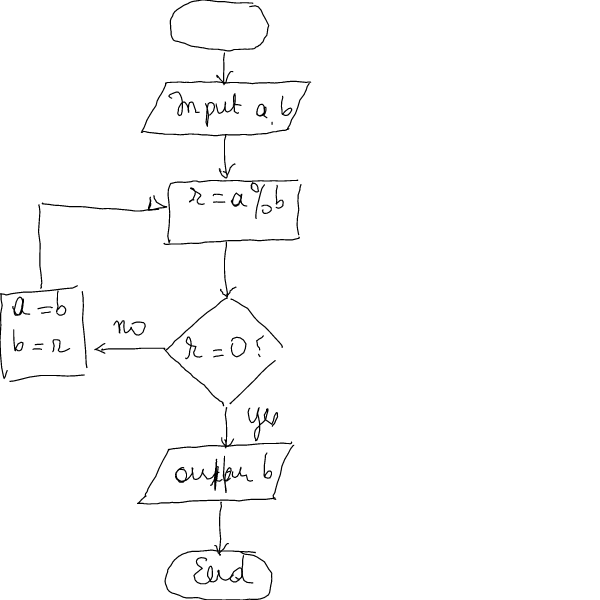 Input a, b
r = a % b
a = b
b = r
no
r = 0 ?
yes
output b
End